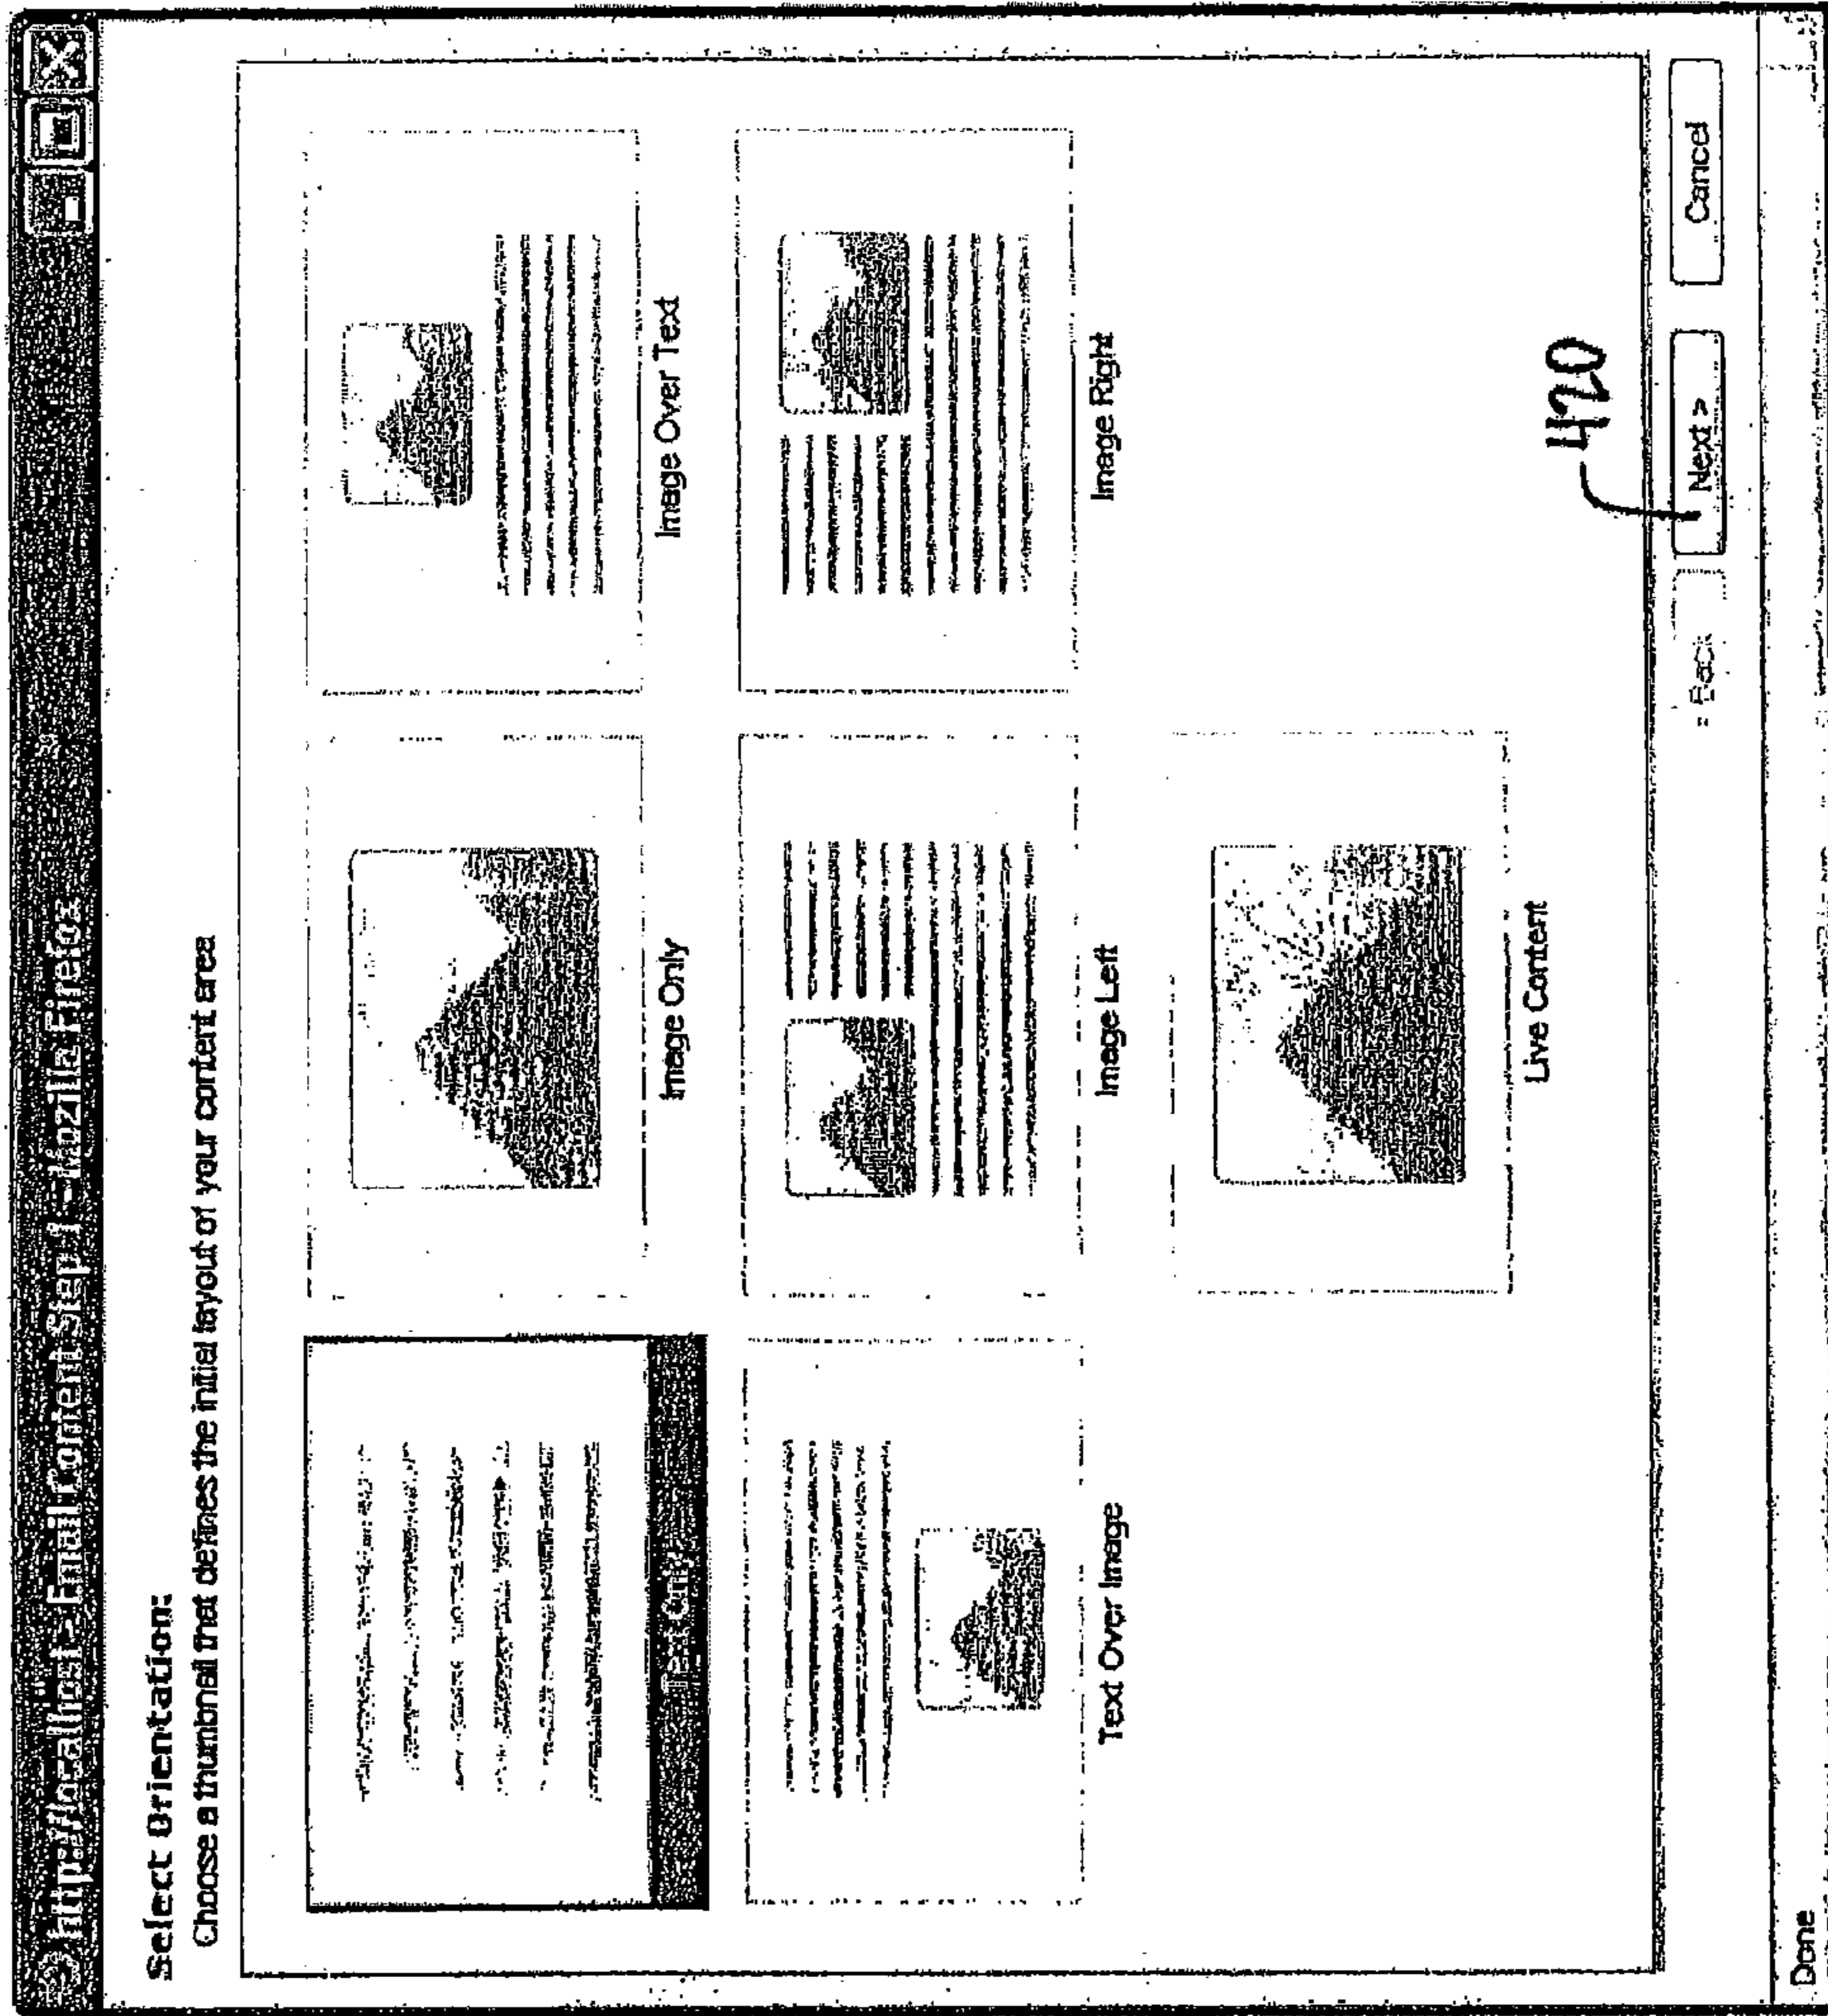 http://localhost - Email Content Step 1 - Mozilla Firefox
Select Orientation:
Choose a thumbnail that defines the initial layout of your content area
Text Only
Image Only
Image Over Text
Text Over Image
Image Left
Image Right
Live Content
420
Back
Next >
Cancel
Done